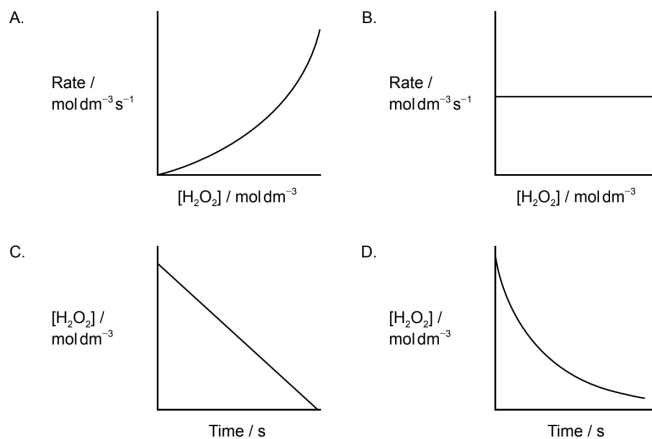 A.
Rate /
mol dm⁻³ s⁻¹
[H₂O₂] / mol dm⁻³
B.
Rate /
mol dm⁻³ s⁻¹
[H₂O₂] / mol dm⁻³
C.
[H₂O₂] /
mol dm⁻³
Time / s
D.
[H₂O₂] /
mol dm⁻³
Time / s